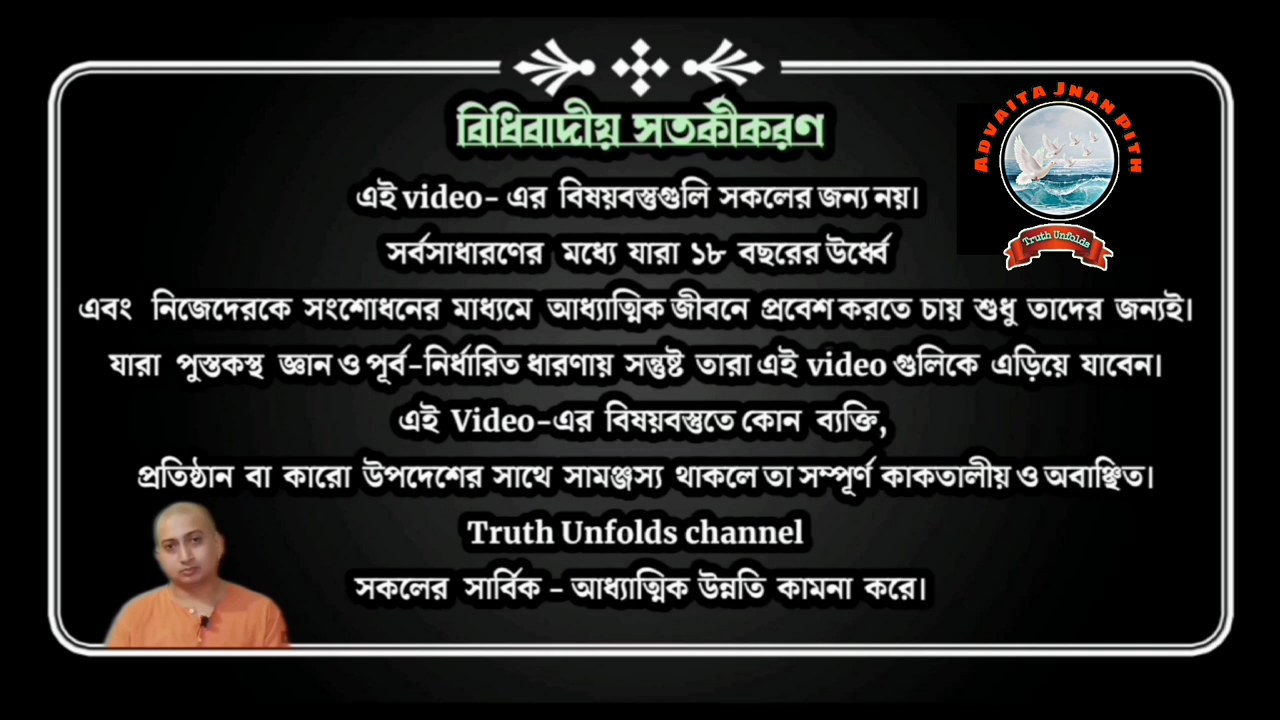 বিধিবাদীয় সতর্কীকরণ
ADVAITA JNAN PITH
Truth Unfolds
এই video- এর বিষয়বস্তুগুলি সকলের জন্য নয়।
সর্বসাধারণের মধ্যে যারা ১৮ বছরের উর্ধ্বে
এবং নিজেদেরকে সংশোধনের মাধ্যমে আধ্যাত্মিক জীবনে প্রবেশ করতে চায় শুধু তাদের জন্যই।
যারা পুস্তকস্থ জ্ঞান ও পূর্ব-নির্ধারিত ধারণায় সন্তুষ্ট তারা এই video গুলিকে এড়িয়ে যাবেন।
এই Video-এর বিষয়বস্তুতে কোন ব্যক্তি,
প্রতিষ্ঠান বা কারো উপদেশের সাথে সামঞ্জস্য থাকলে তা সম্পূর্ণ কাকতালীয় ও অবাঞ্ছিত।
Truth Unfolds channel
সকলের সার্বিক - আধ্যাত্মিক উন্নতি কামনা করে।